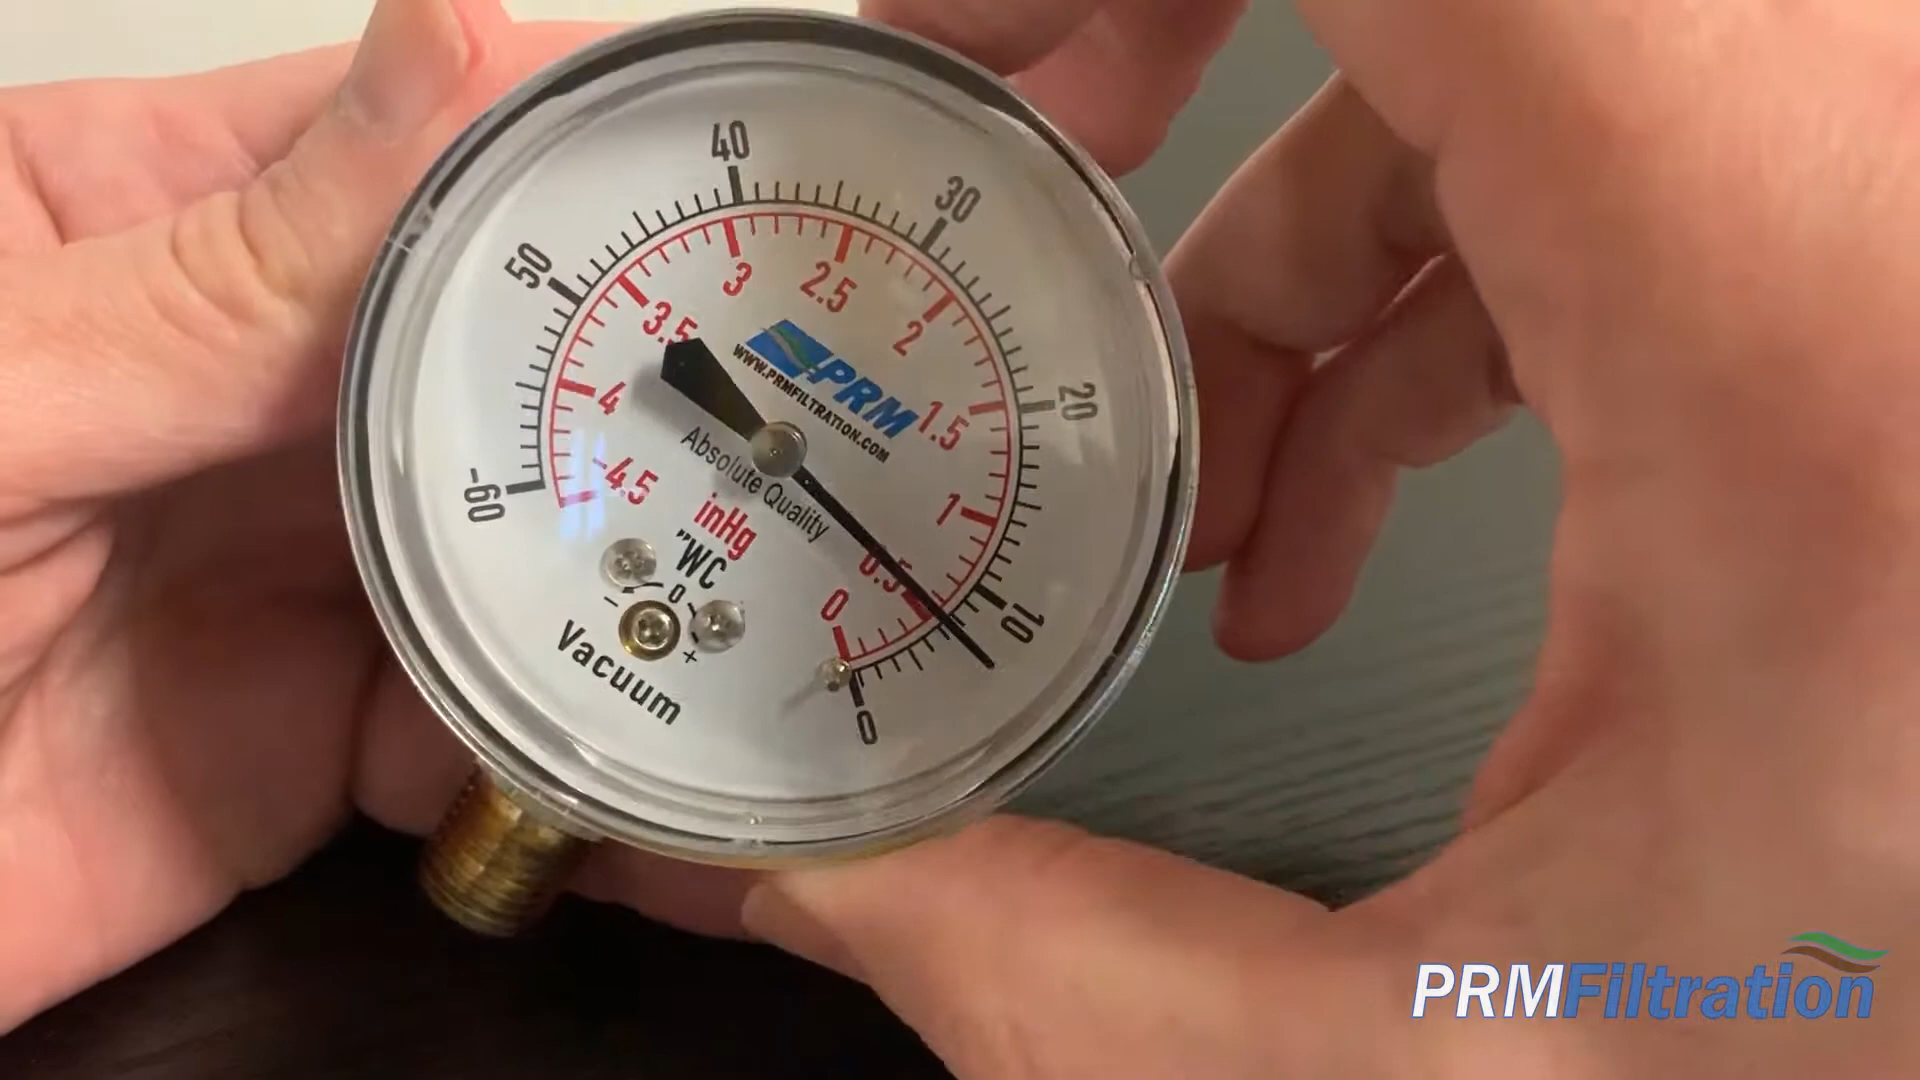 40
30
50
20
-60
10
0
3
2.5
3.5
2
4
1.5
-4.5
1
0.5
0
PRM
WWW.PRMFILTRATION.COM
Absolute Quality
inHg
"WC
- 0 +
Vacuum
PRMFiltration